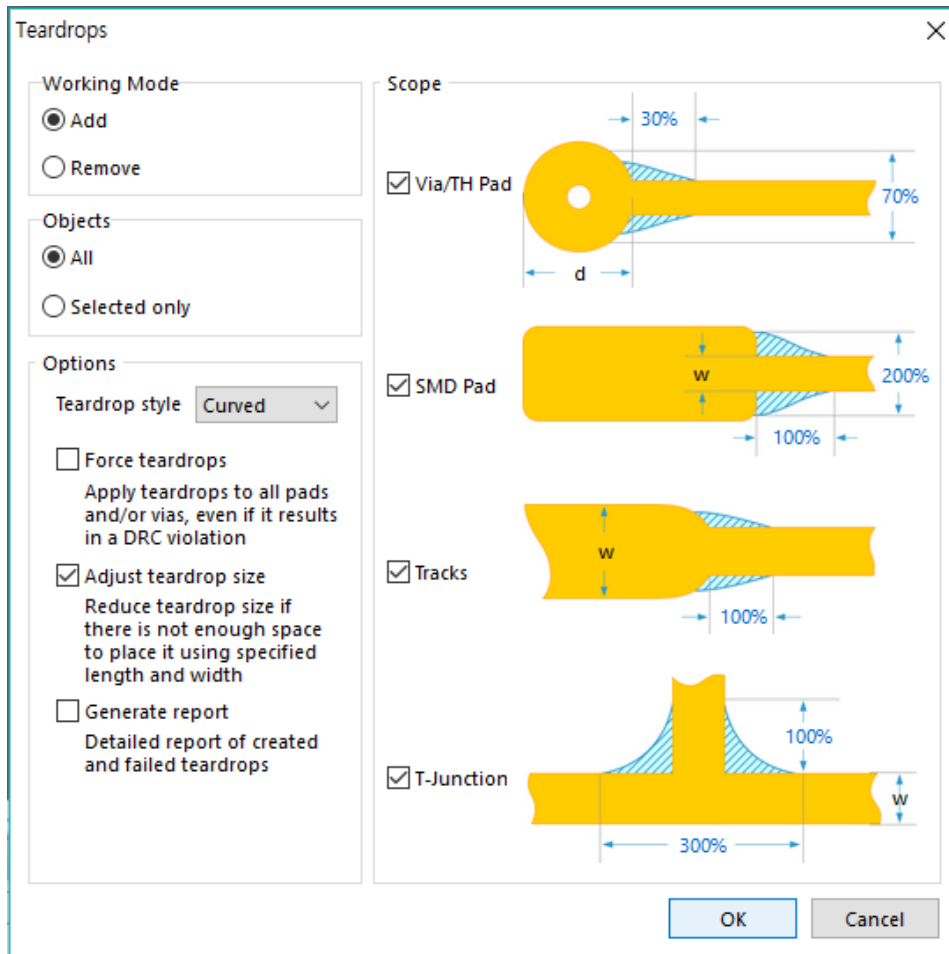 Teardrops
Working Mode
Add
Remove
Objects
All
Selected only
Options
Teardrop style
Curved
Force teardrops
Apply teardrops to all pads
and/or vias, even if it results
in a DRC violation
Adjust teardrop size
Reduce teardrop size if
there is not enough space
to place it using specified
length and width
Generate report
Detailed report of created
and failed teardrops
Scope
Via/TH Pad
30%
70%
d
SMD Pad
w
200%
100%
Tracks
w
100%
T-Junction
100%
w
300%
OK
Cancel